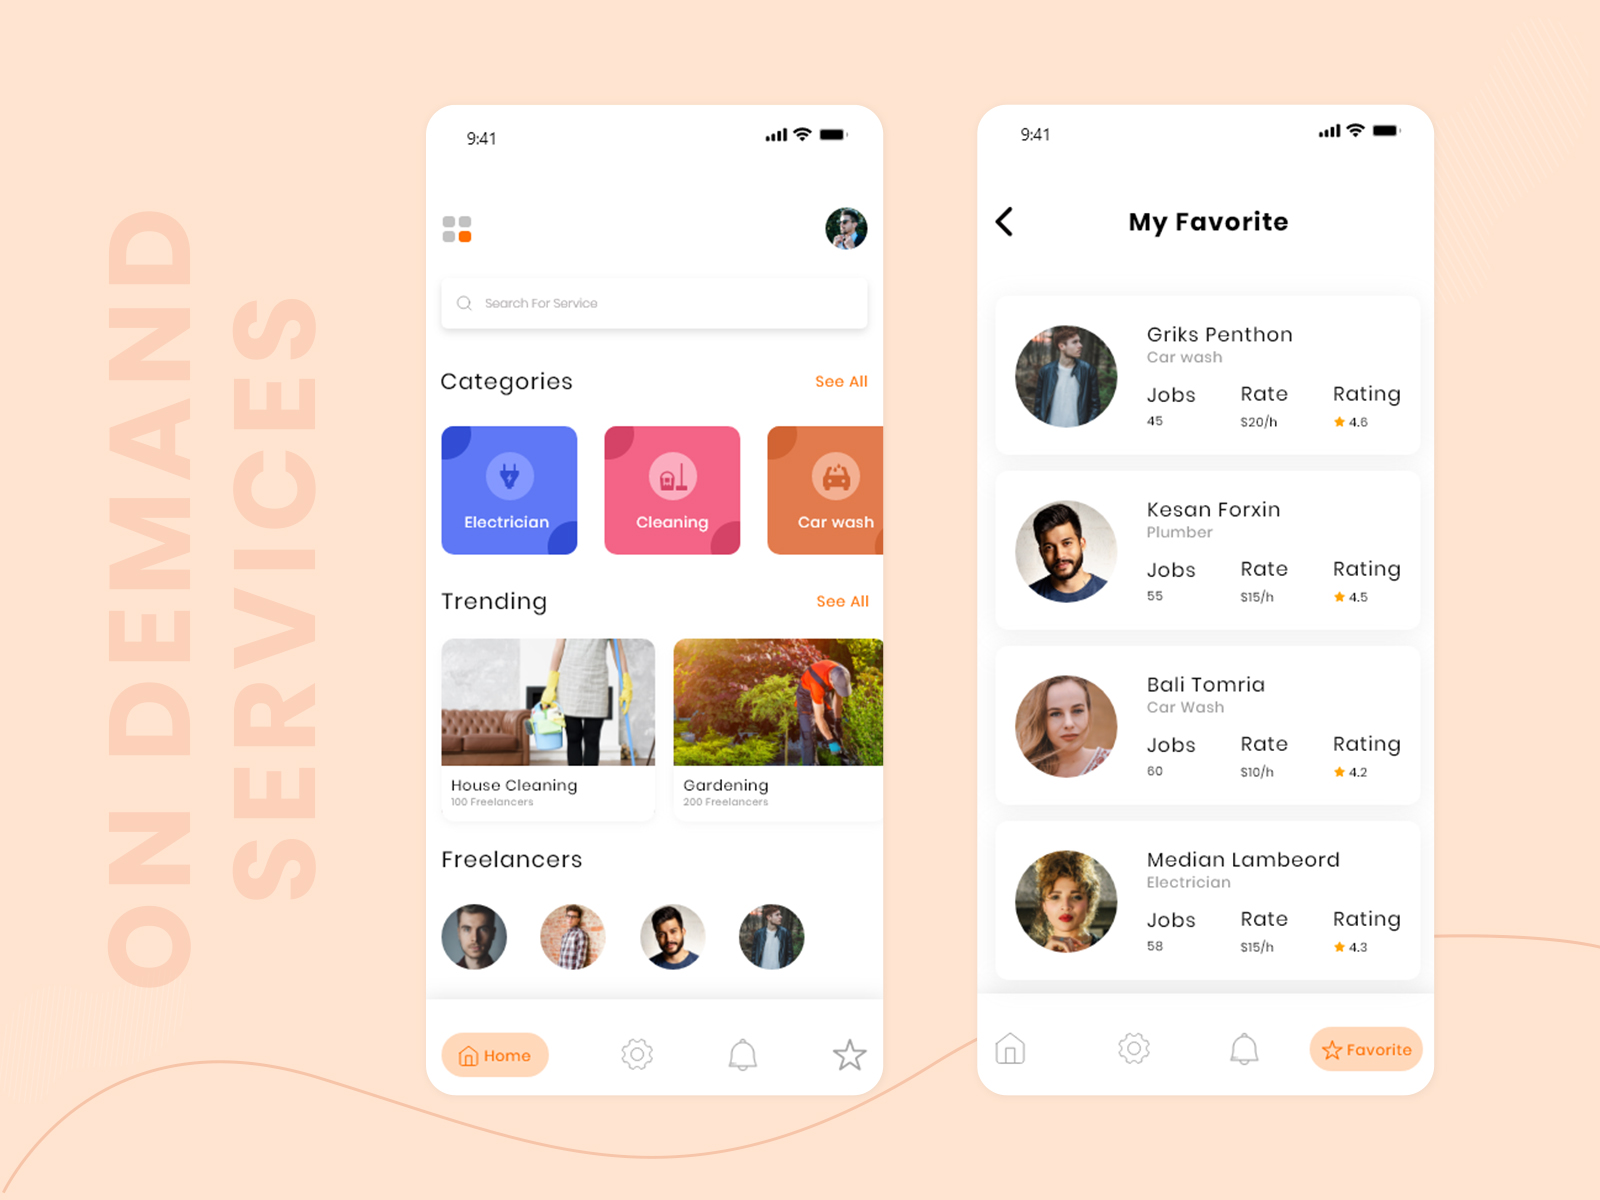 ON DEMAND
SERVICES
9:41
Search For Service
Categories
See All
Electrician
Cleaning
Car wash
Trending
See All
House Cleaning
100 Freelancers
Gardening
200 Freelancers
Freelancers
Home
9:41
My Favorite
Griks Penthon
Car wash
Jobs Rate Rating
45 $20/h 4.6
Kesan Forxin
Plumber
Jobs Rate Rating
55 $15/h 4.5
Bali Tomria
Car Wash
Jobs Rate Rating
60 $10/h 4.2
Median Lambeord
Electrician
Jobs Rate Rating
58 $15/h 4.3
Favorite